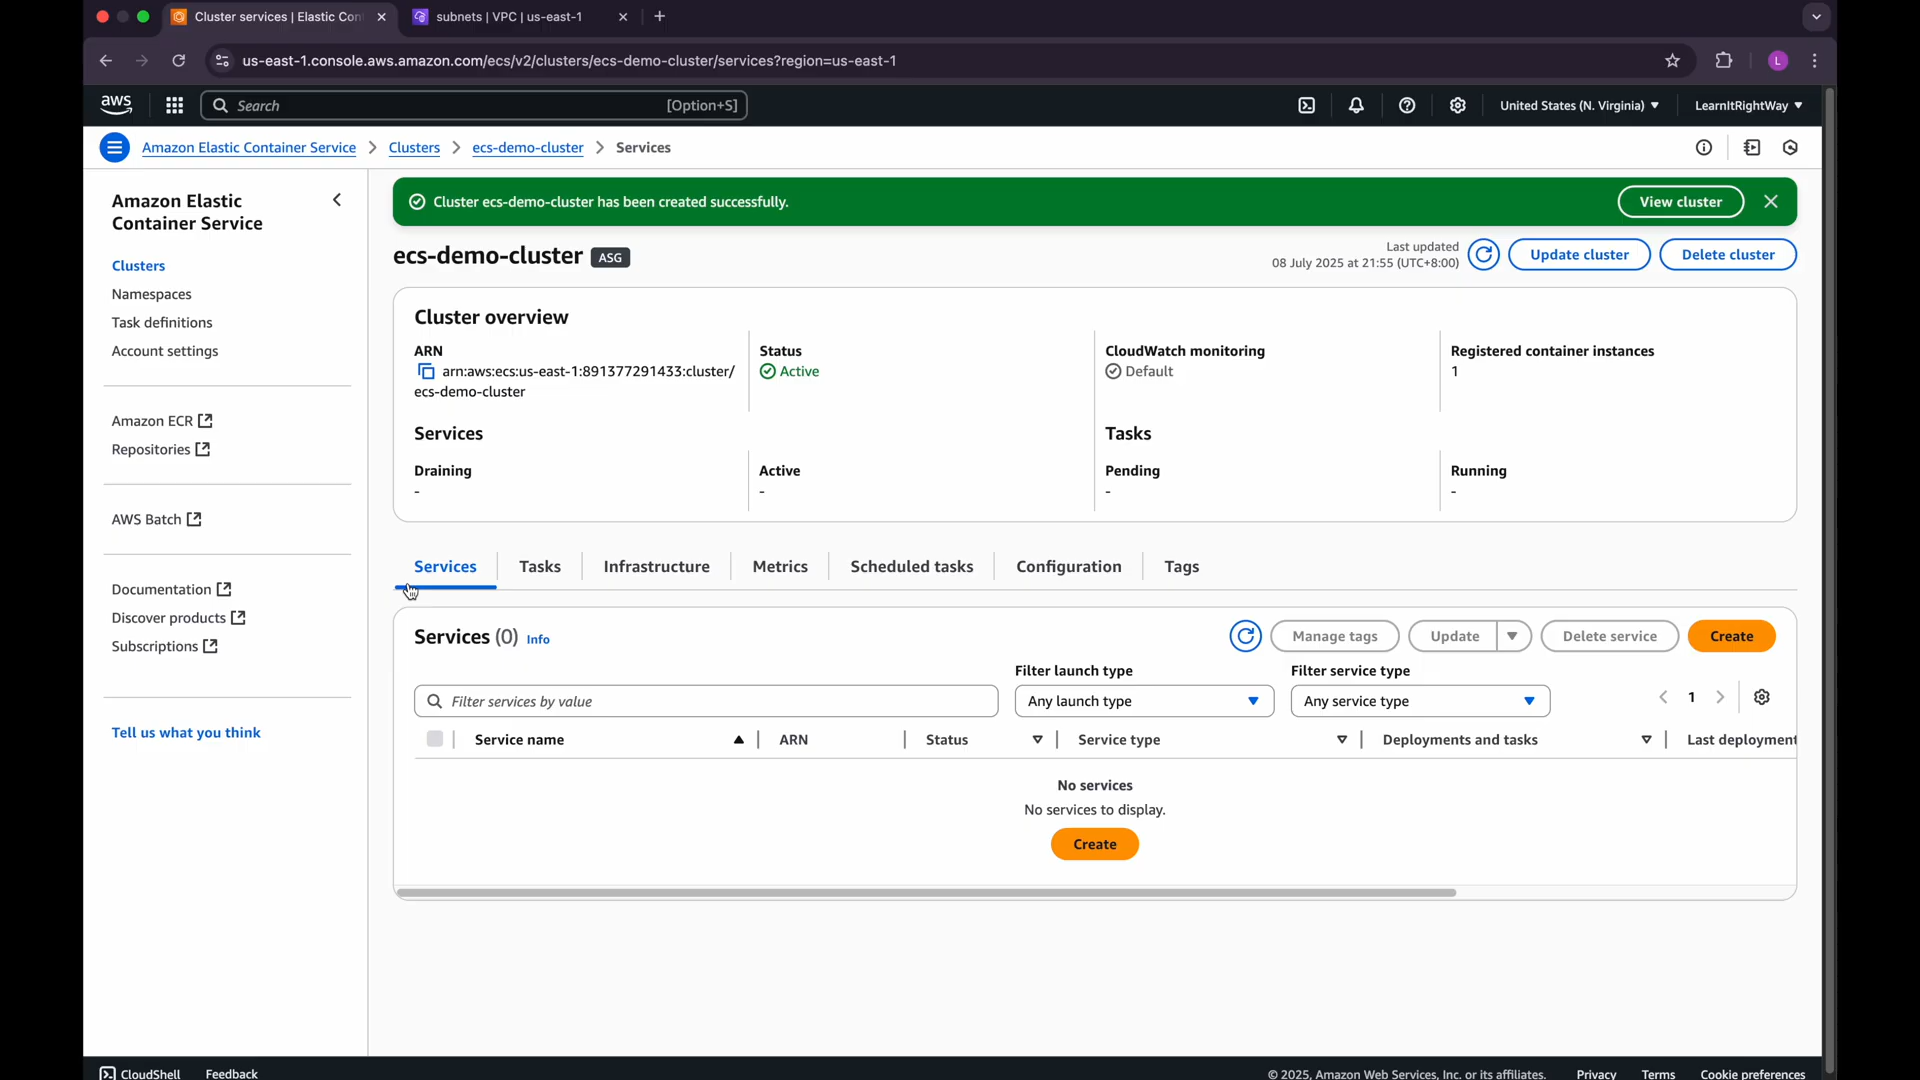 Cluster services | Elastic Con
subnets | VPC | us-east-1
us-east-1.console.aws.amazon.com/ecs/v2/clusters/ecs-demo-cluster/services?region=us-east-1
L
aws
Search
[Option+S]
United States (N. Virginia)
LearnItRightWay
Amazon Elastic Container Service
Clusters
ecs-demo-cluster
Services
Amazon Elastic
Container Service
Clusters
Namespaces
Task definitions
Account settings
Amazon ECR
Repositories
AWS Batch
Documentation
Discover products
Subscriptions
Tell us what you think
Cluster ecs-demo-cluster has been created successfully.
View cluster
ecs-demo-cluster ASG
Last updated
08 July 2025 at 21:55 (UTC+8:00)
Update cluster
Delete cluster
Cluster overview
ARN
arn:aws:ecs:us-east-1:891377291433:cluster/
ecs-demo-cluster
Status
Active
CloudWatch monitoring
Default
Registered container instances
1
Services
Tasks
Draining
-
Active
-
Pending
-
Running
-
Services
Tasks
Infrastructure
Metrics
Scheduled tasks
Configuration
Tags
Services (0) Info
Manage tags
Update
Delete service
Create
Filter launch type
Filter service type
Filter services by value
Any launch type
Any service type
1
Service name
ARN
Status
Service type
Deployments and tasks
Last deployment
No services
No services to display.
Create
CloudShell
Feedback
© 2025, Amazon Web Services, Inc. or its affiliates.
Privacy
Terms
Cookie preferences